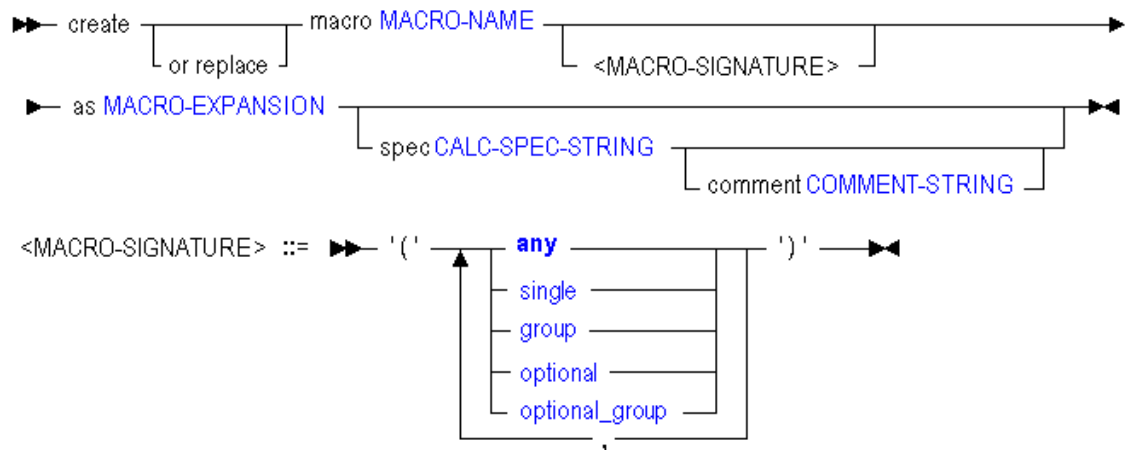 create macro MACRO-NAME
or replace <MACRO-SIGNATURE>
as MACRO-EXPANSION
spec CALC-SPEC-STRING
comment COMMENT-STRING
<MACRO-SIGNATURE> ::= '(' any ')'
single
group
optional
optional_group
,